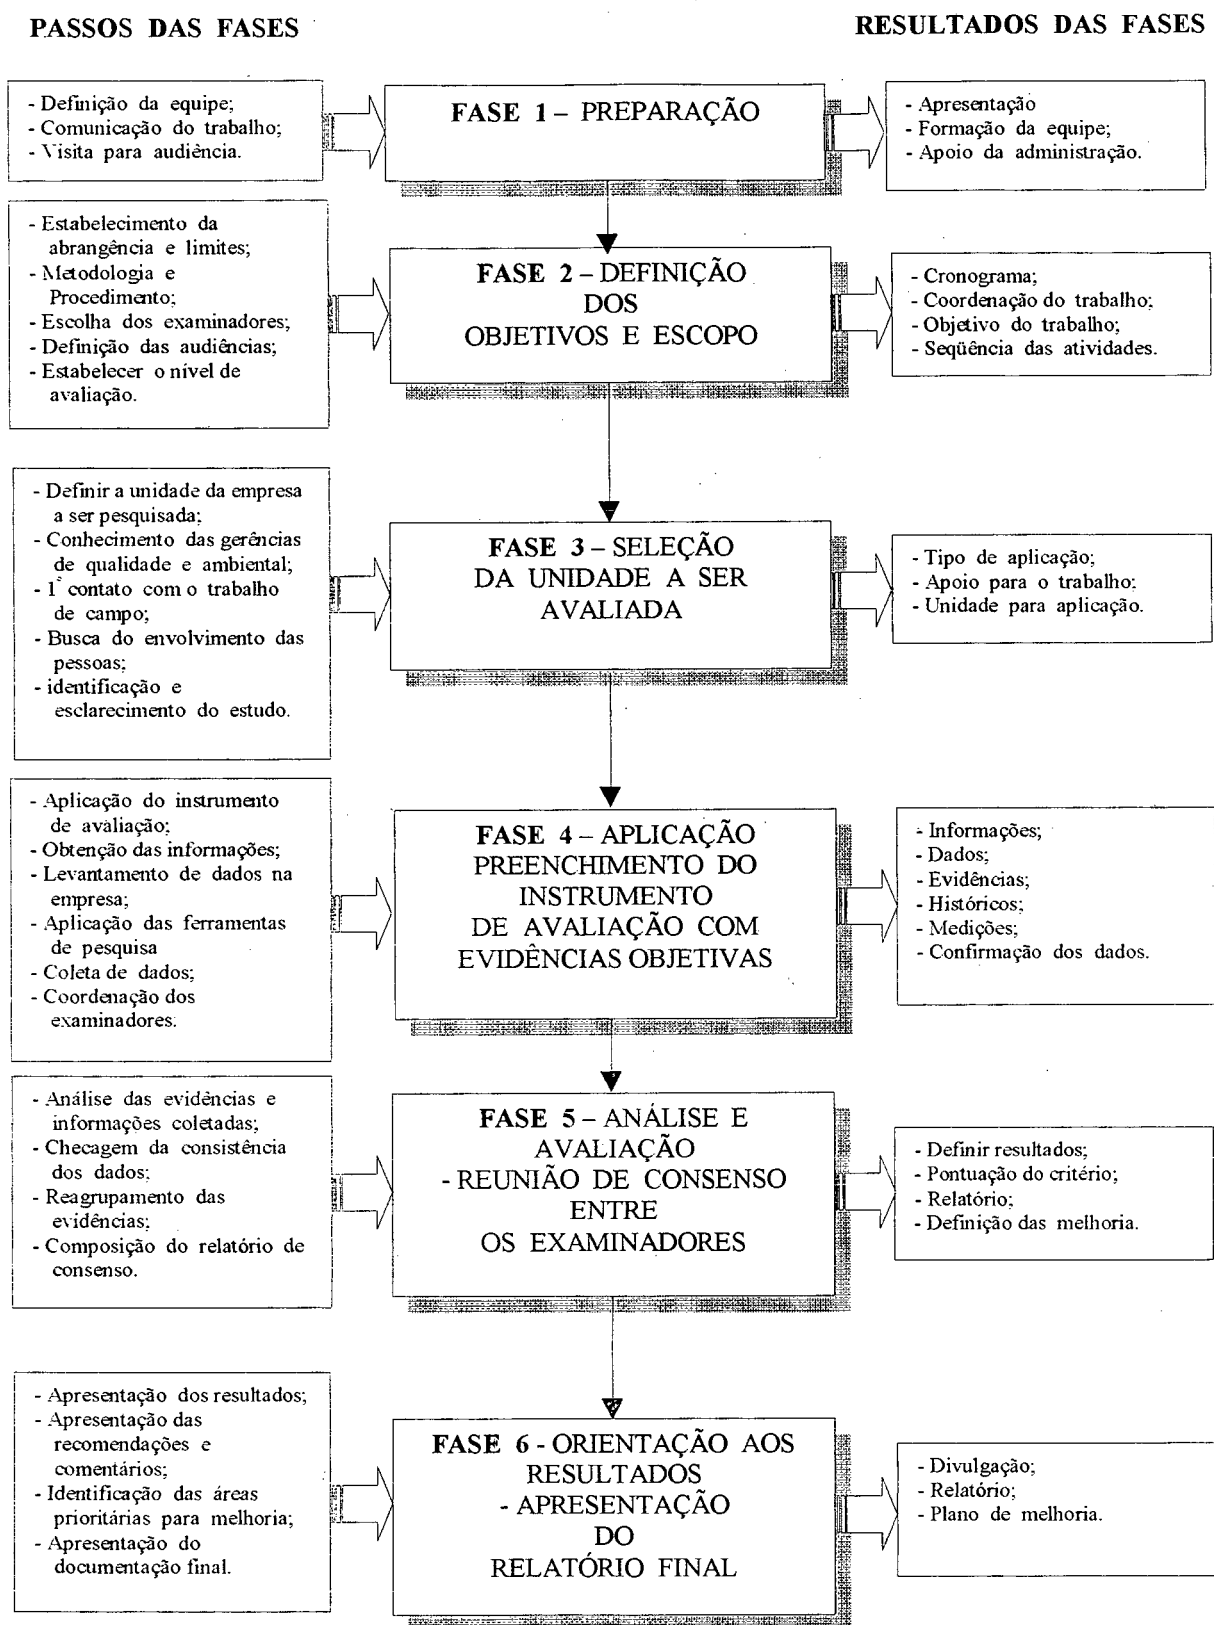 PASSOS DAS FASES
RESULTADOS DAS FASES
- Definição da equipe;
- Comunicação do trabalho;
- Visita para audiência.
FASE 1 – PREPARAÇÃO
- Apresentação
- Formação da equipe;
- Apoio da administração.
- Estabelecimento da
abrangência e limites;
- Metodologia e
Procedimento;
- Escolha dos examinadores;
- Definição das audiências;
- Estabelecer o nível de
avaliação.
FASE 2 – DEFINIÇÃO
DOS
OBJETIVOS E ESCOPO
- Cronograma;
- Coordenação do trabalho;
- Objetivo do trabalho;
- Seqüência das atividades.
- Definir a unidade da empresa
a ser pesquisada;
- Conhecimento das gerências
de qualidade e ambiental;
- 1º contato com o trabalho
de campo;
- Busca do envolvimento das
pessoas;
- identificação e
esclarecimento do estudo.
FASE 3 – SELEÇÃO
DA UNIDADE A SER
AVALIADA
- Tipo de aplicação;
- Apoio para o trabalho;
- Unidade para aplicação.
- Aplicação do instrumento
de avaliação;
- Obtenção das informações;
- Levantamento de dados na
empresa;
- Aplicação das ferramentas
de pesquisa
- Coleta de dados;
- Coordenação dos
examinadores.
FASE 4 – APLICAÇÃO
PREENCHIMENTO DO
INSTRUMENTO
DE AVALIAÇÃO COM
EVIDÊNCIAS OBJETIVAS
- Informações;
- Dados;
- Evidências;
- Históricos;
- Medições;
- Confirmação dos dados.
- Análise das evidências e
informações coletadas;
- Checagem da consistência
dos dados;
- Reagrupamento das
evidências;
- Composição do relatório de
consenso.
FASE 5 – ANÁLISE E
AVALIAÇÃO
- REUNIÃO DE CONSENSO
ENTRE
OS EXAMINADORES
- Definir resultados;
- Pontuação do critério;
- Relatório;
- Definição das melhoria.
- Apresentação dos resultados;
- Apresentação das
recomendações e
comentários;
- Identificação das áreas
prioritárias para melhoria;
- Apresentação do
documentação final.
FASE 6 - ORIENTAÇÃO AOS
RESULTADOS
- APRESENTAÇÃO
DO
RELATÓRIO FINAL
- Divulgação;
- Relatório;
- Plano de melhoria.